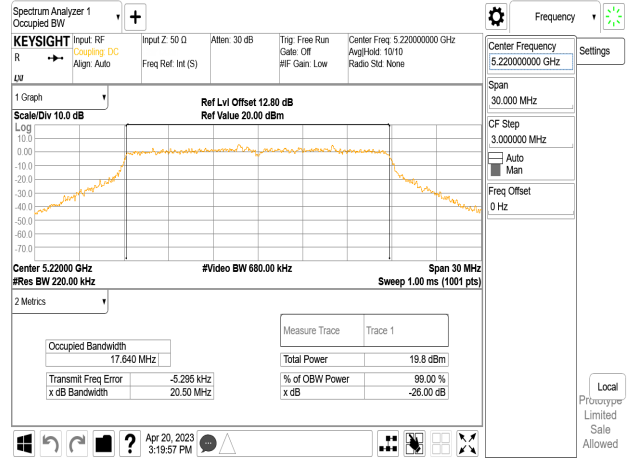 Spectrum Analyzer 1
Occupied BW
Frequency
KEYSIGHT
R
Input: RF
Coupling: DC
Align: Auto
Input Z: 50 Ω
Freq Ref: Int (S)
Atten: 30 dB
Trig: Free Run
Gate: Off
#IF Gain: Low
Center Freq: 5.220000000 GHz
Avg|Hold: 10/10
Radio Std: None
Center Frequency
5.220000000 GHz
Settings
Span
30.000 MHz
CF Step
3.000000 MHz
Auto
Man
Freq Offset
0 Hz
1 Graph
Scale/Div 10.0 dB
Ref Lvl Offset 12.80 dB
Ref Value 20.00 dBm
Log
10.0
0.00
-10.0
-20.0
-30.0
-40.0
-50.0
-60.0
-70.0
Center 5.22000 GHz
#Video BW 680.00 kHz
Span 30 MHz
#Res BW 220.00 kHz
Sweep 1.00 ms (1001 pts)
2 Metrics
Measure Trace
Trace 1
Occupied Bandwidth
17.640 MHz
Total Power
19.8 dBm
Transmit Freq Error
-5.295 kHz
% of OBW Power
99.00 %
x dB Bandwidth
20.50 MHz
x dB
-26.00 dB
Local
Prototype
Limited
Sale
Allowed
Apr 20, 2023
3:19:57 PM